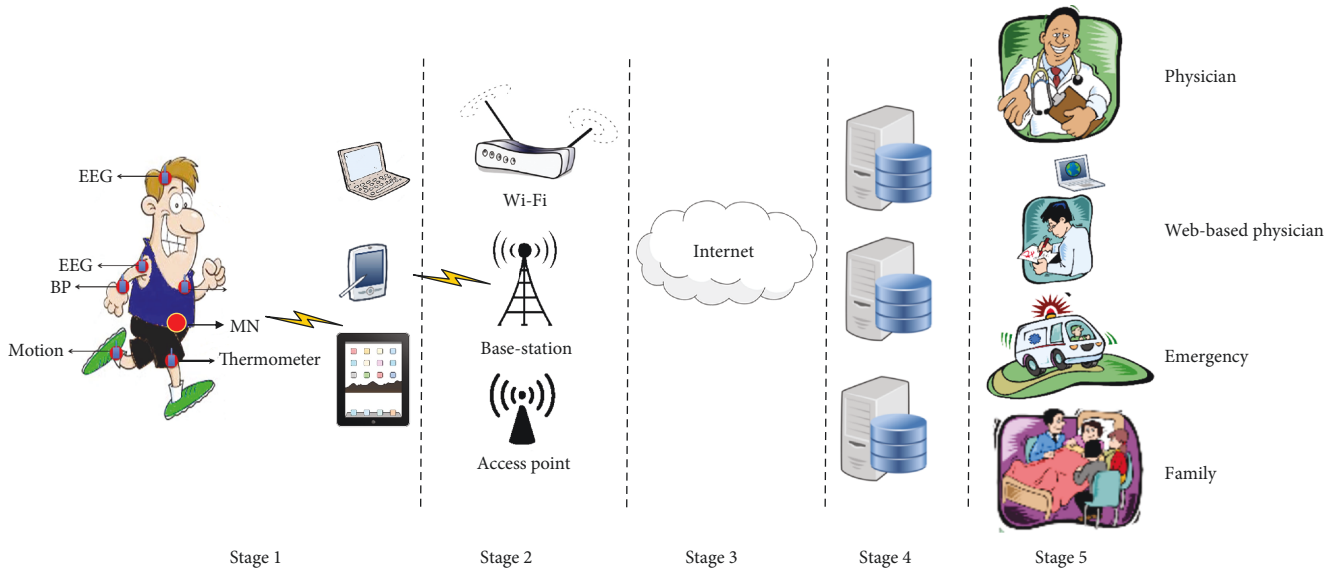 EEG
EEG
BP
MN
Motion
Thermometer
Wi-Fi
Base-station
Access point
Internet
Physician
Web-based physician
Emergency
Family
Stage 1
Stage 2
Stage 3
Stage 4
Stage 5